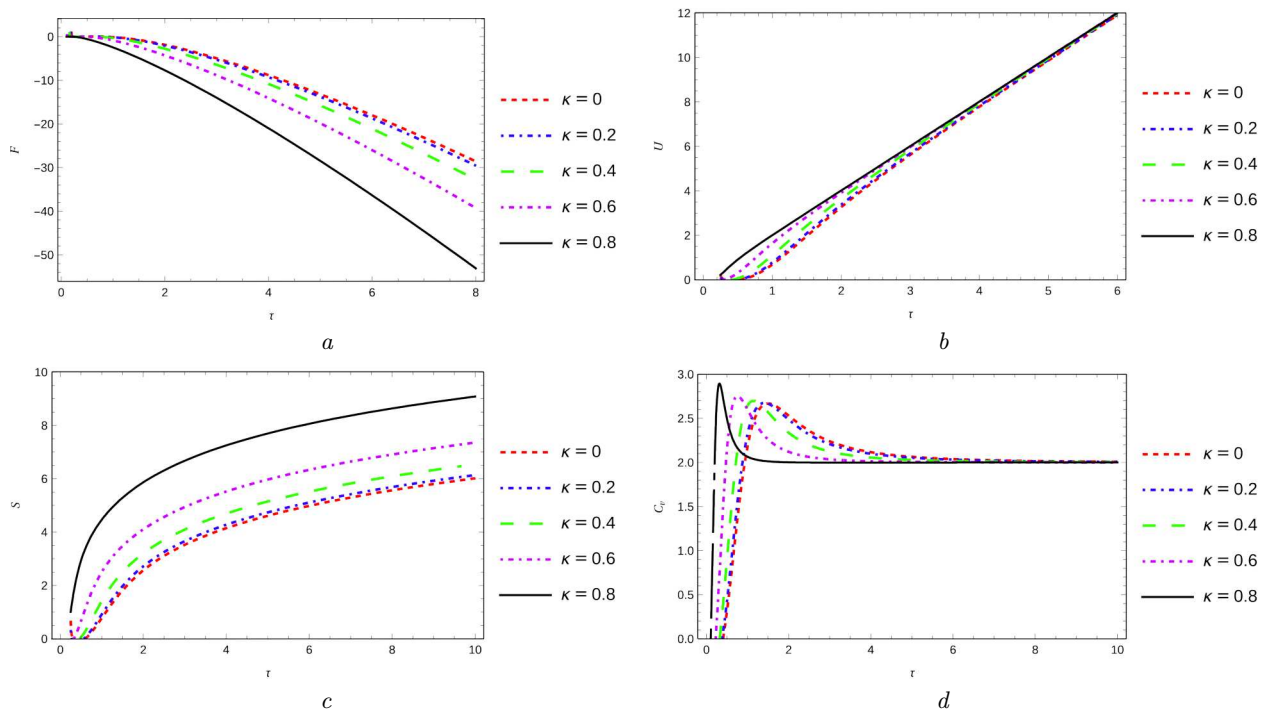 0
−10
−20
−30
−40
−50
F
0 2 4 6 8
τ
κ = 0
κ = 0.2
κ = 0.4
κ = 0.6
κ = 0.8
a
12
10
8
6
4
2
0
U
0 1 2 3 4 5 6
τ
κ = 0
κ = 0.2
κ = 0.4
κ = 0.6
κ = 0.8
b
10
8
6
4
2
0
S
0 2 4 6 8 10
τ
κ = 0
κ = 0.2
κ = 0.4
κ = 0.6
κ = 0.8
c
3.0
2.5
2.0
1.5
1.0
0.5
0.0
Cv
0 2 4 6 8 10
τ
κ = 0
κ = 0.2
κ = 0.4
κ = 0.6
κ = 0.8
d